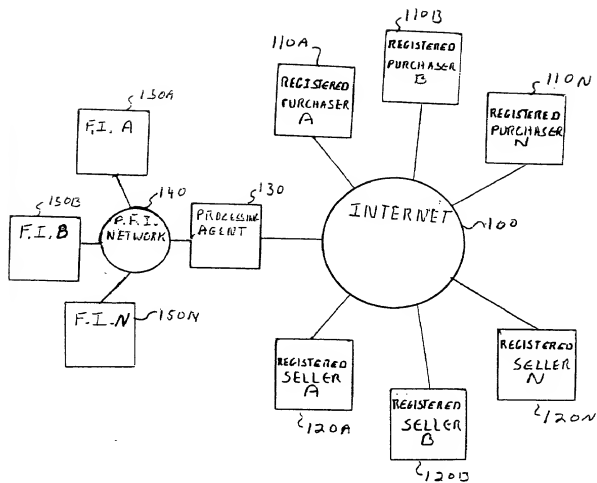 110B
110A
REGISTERED
PURCHASER
B
110N
REGISTERED
PURCHASER
A
REGISTERED
PURCHASER
N
150A
F.I. A
140
130
150B
F.I. B
P.F.I.
NETWORK
PROCESSING
AGENT
INTERNET
100
F.I.N
150N
REGISTERED
SELLER
A
120A
REGISTERED
SELLER
B
120B
REGISTERED
SELLER
N
120N